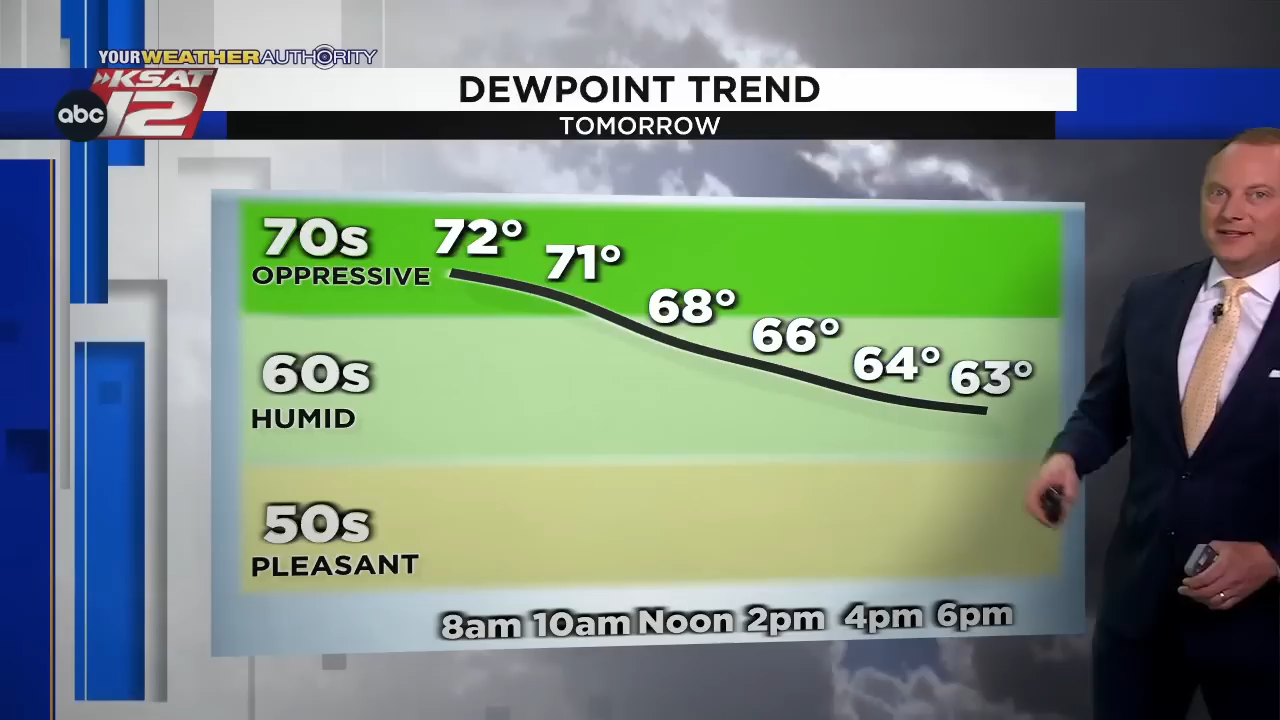 YOURWEATHERAUTHORITY
KSAT
abc 12
DEWPOINT TREND
TOMORROW
70s
OPPRESSIVE
72° 71° 68° 66° 64° 63°
60s
HUMID
50s
PLEASANT
8am 10am Noon 2pm 4pm 6pm